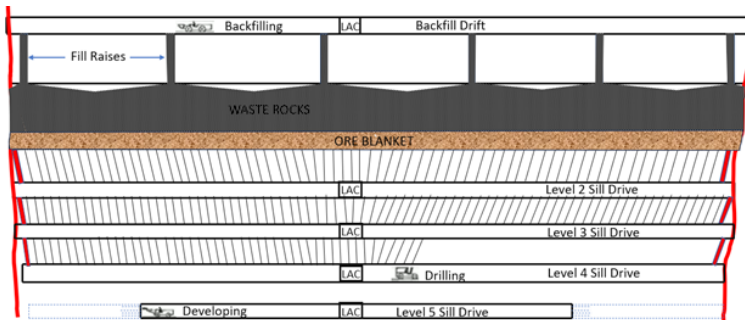 Backfilling LAC Backfill Drift
Fill Raises
WASTE ROCKS
ORE BLANKET
LAC Level 2 Sill Drive
LAC Level 3 Sill Drive
LAC Drilling Level 4 Sill Drive
Developing LAC Level 5 Sill Drive